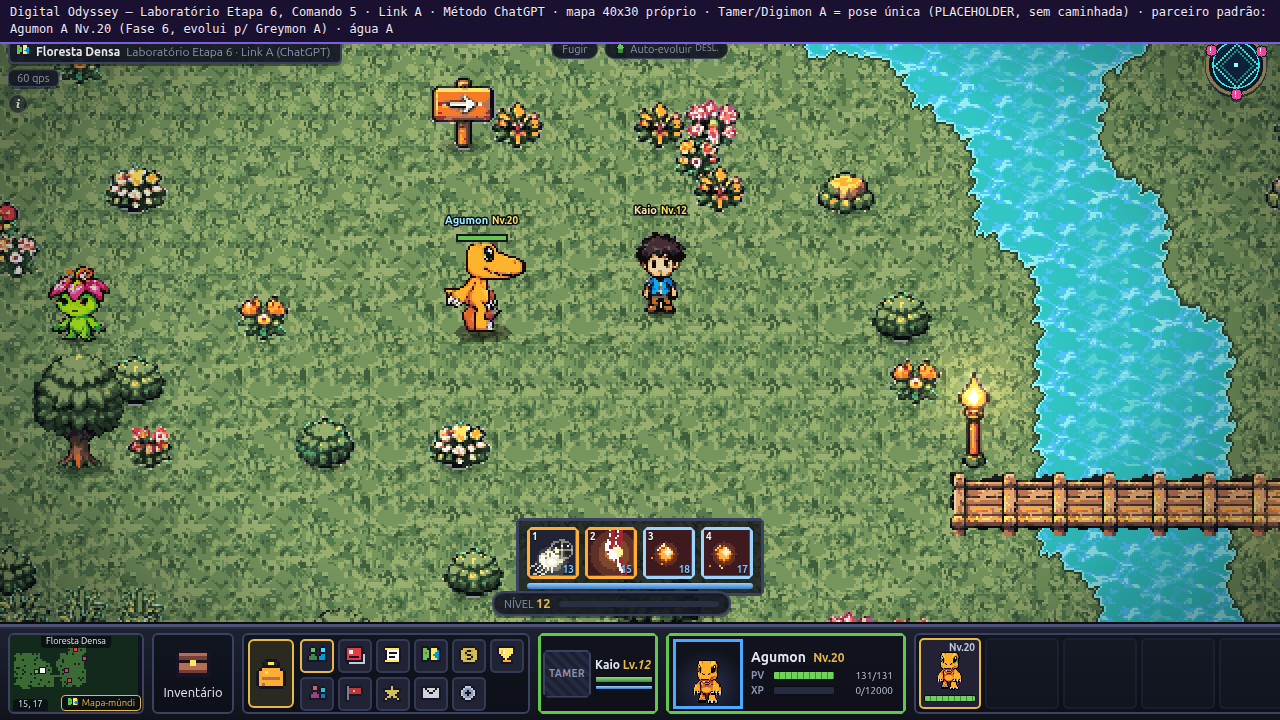 Digital Odyssey — Laboratório Etapa 6, Comando 5 · Link A · Método ChatGPT · mapa 40x30 próprio · Tamer/Digimon A = pose única (PLACEHOLDER, sem caminhada) · parceiro padrão:
Agumon A Nv.20 (Fase 6, evolui p/ Greymon A) · água A
Floresta Densa Laboratório Etapa 6 · Link A (ChatGPT)
Fugir
Auto-evoluir DESL.
60 qps
i
Agumon Nv.20
Kaio Nv.12
1 2 3 4
13 15 18 17
NÍVEL 12
Floresta Densa
15, 17
Mapa-múndi
Inventário
TAMER
Kaio Lv.12
Agumon Nv.20
PV 131/131
XP 0/12000
Nv.20